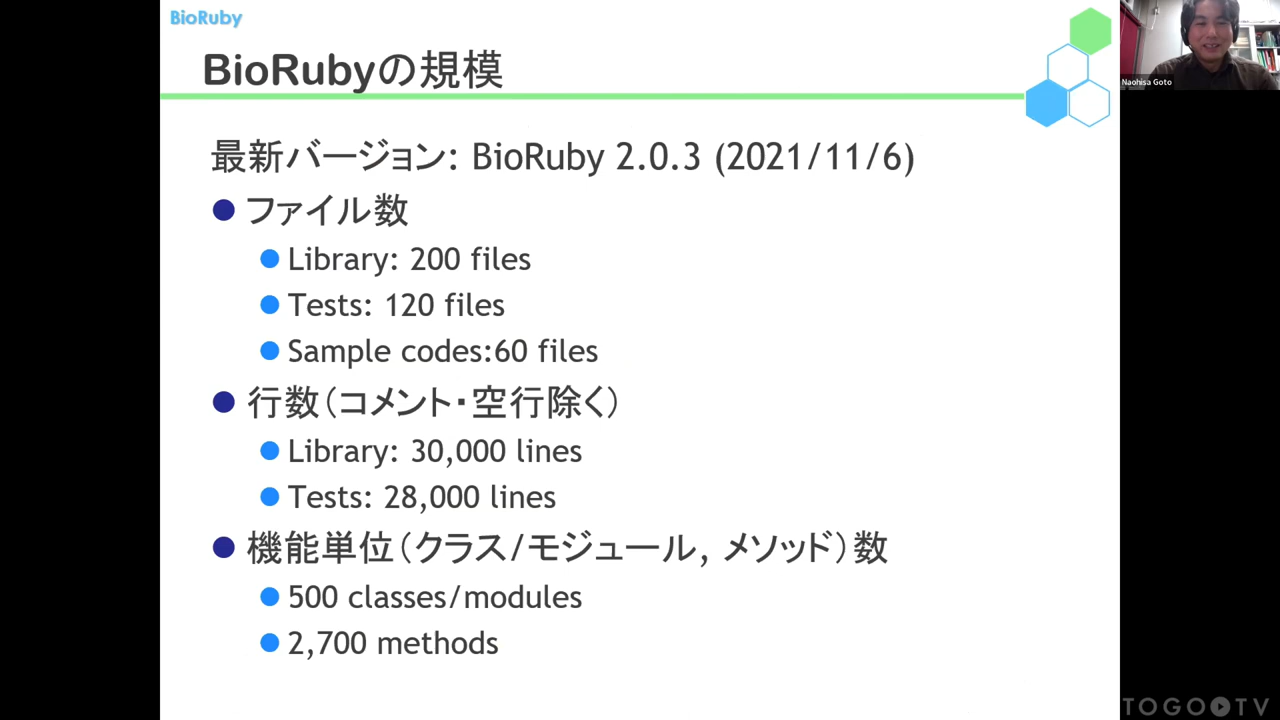 BioRuby
BioRubyの規模
Naohisa Goto
最新バージョン: BioRuby 2.0.3 (2021/11/6)
ファイル数
Library: 200 files
Tests: 120 files
Sample codes:60 files
行数(コメント・空行除く)
Library: 30,000 lines
Tests: 28,000 lines
機能単位(クラス/モジュール, メソッド)数
500 classes/modules
2,700 methods
TOGO TV